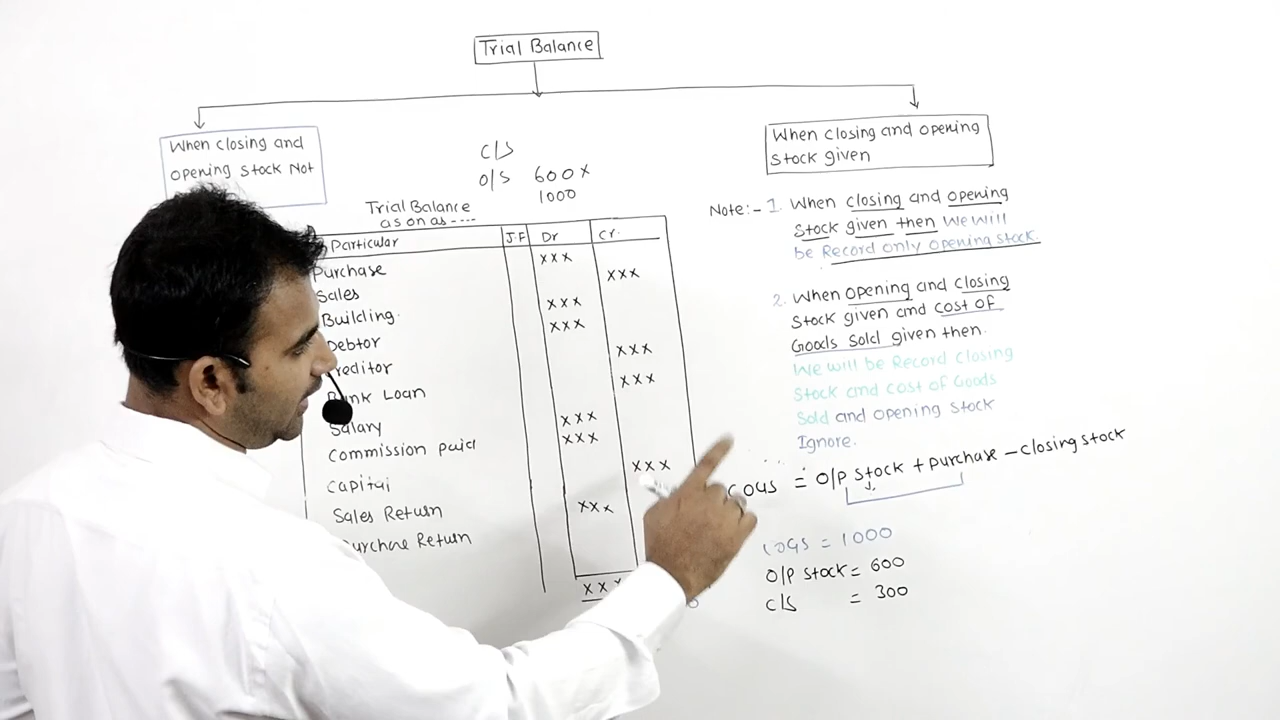 Trial Balance
When closing and
opening stock Not
When closing and opening
stock given
C/S
O/S 600 x
1000
Trial Balance
as on as ----
Particular J.F Dr Cr.
Purchase xxx
Sales xxx
Building. xxx
Debtor xxx
reditor xxx
Bank Loan xxx
Salary xxx
Commission paid xxx
Capital xxx
Sales Return xxx
urchase Return
xx
Note:- 1. When closing and opening
Stock given then we will
be Record only opening stock.
2. When opening and closing
Stock given and cost of
Goods Sold given then.
We will be Record closing
Stock and cost of Goods
Sold and opening stock
Ignore.
COGS = O/P Stock + purchase – closing stock
COGS = 1000
O/P Stock = 600
C/S = 300